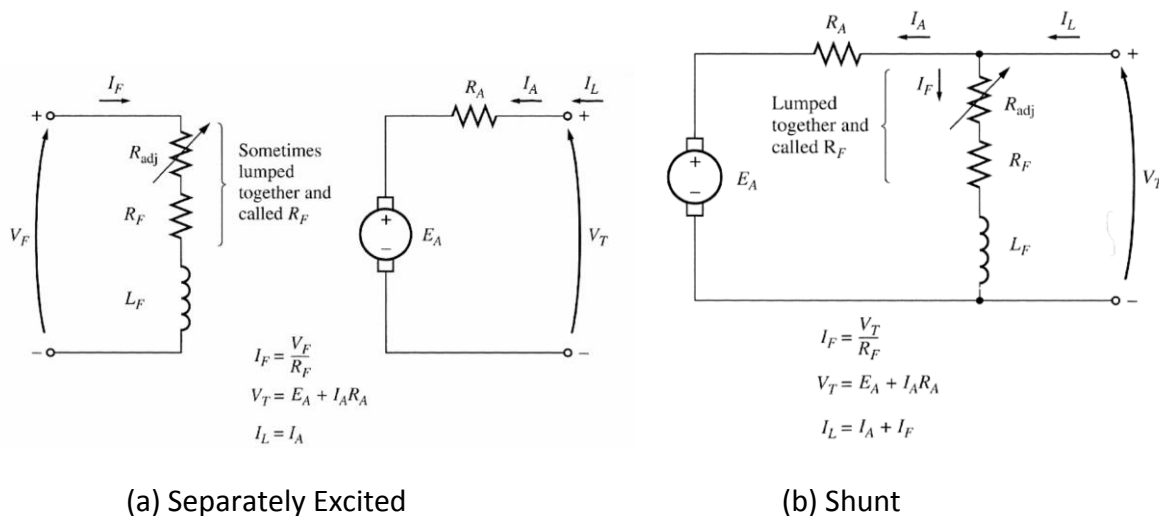 I_F
R_A
I_A
I_L
+
+
R_adj
R_F
Sometimes
lumped
together and
called R_F
V_F
+
−
E_A
V_T
L_F
−
−
I_F = V_F / R_F
V_T = E_A + I_A R_A
I_L = I_A
(a) Separately Excited
R_A
I_A
I_L
+
I_F
R_adj
Lumped
together and
called R_F
R_F
+
−
E_A
V_T
L_F
−
I_F = V_T / R_F
V_T = E_A + I_A R_A
I_L = I_A + I_F
(b) Shunt